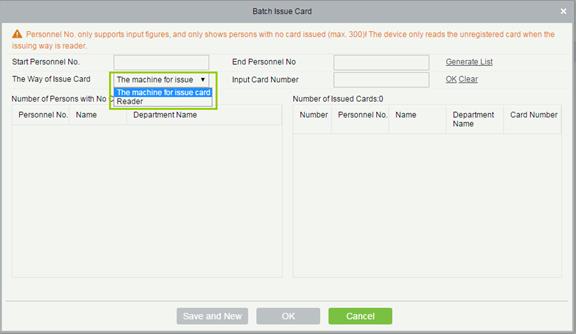 Batch Issue Card
Personnel No. only supports input figures, and only shows persons with no card issued (max. 300)! The device only reads the unregistered card when the
issuing way is reader.
Start Personnel No. End Personnel No Generate List
The Way of Issue Card The machine for issue Input Card Number OK Clear
The machine for issue card
Reader
Number of Persons with No Number of Issued Cards:0
Personnel No. Name Department Name Number Personnel No. Name Department Name Card Number
Save and New OK Cancel